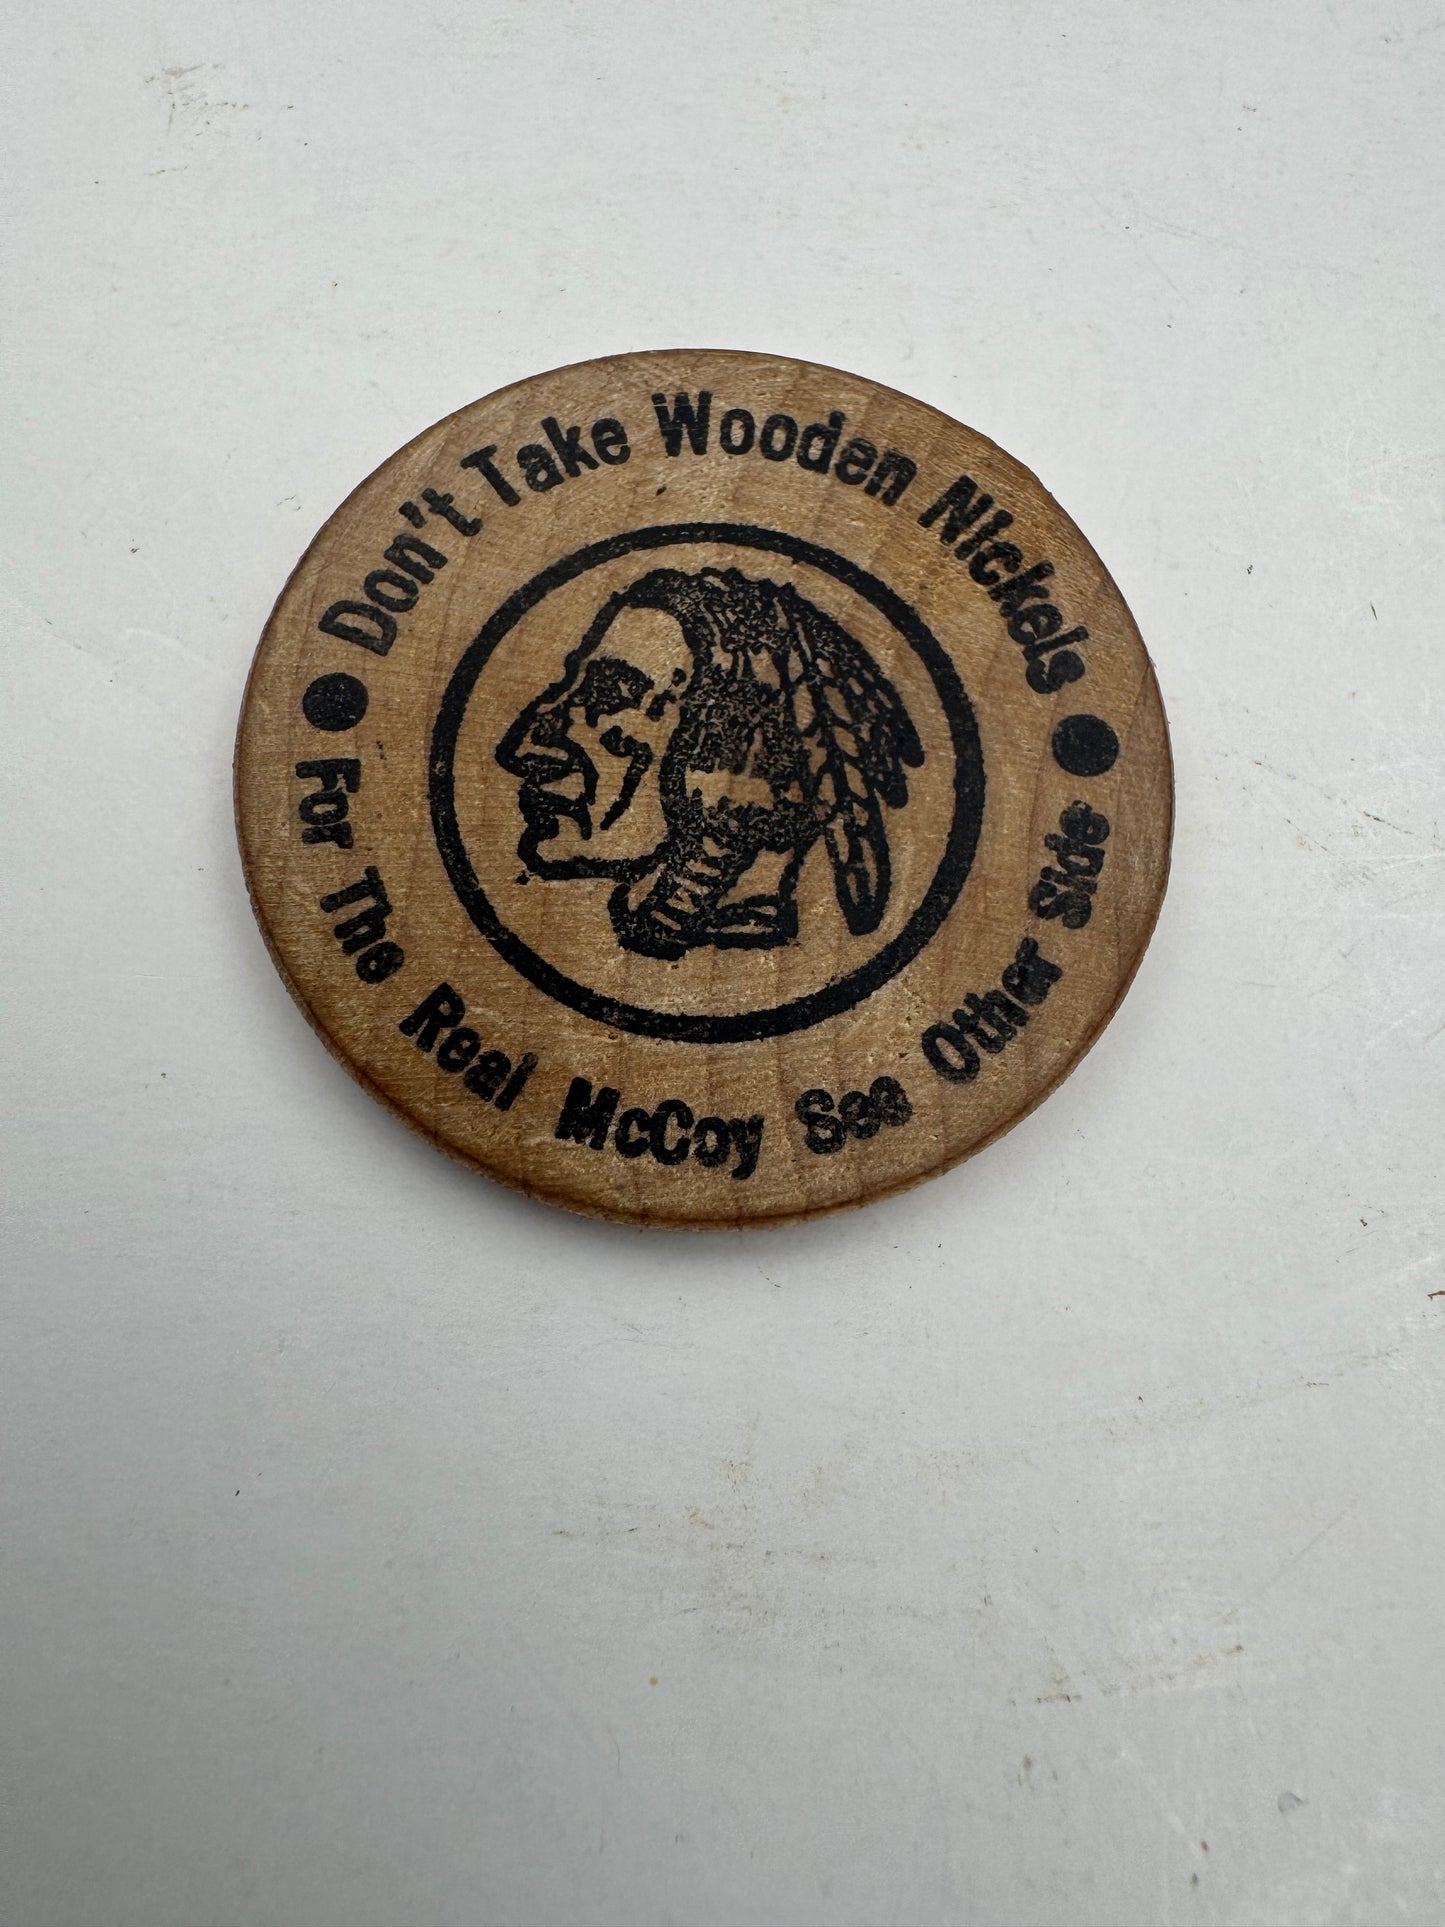 Don't Take Wooden Nickels
For The Real McCoy See Other Side